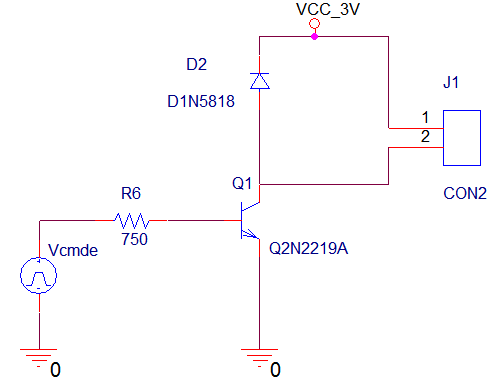 VCC_3V
D2
D1N5818
J1
1
2
CON2
Q1
Q2N2219A
R6
750
Vcmde
0
0